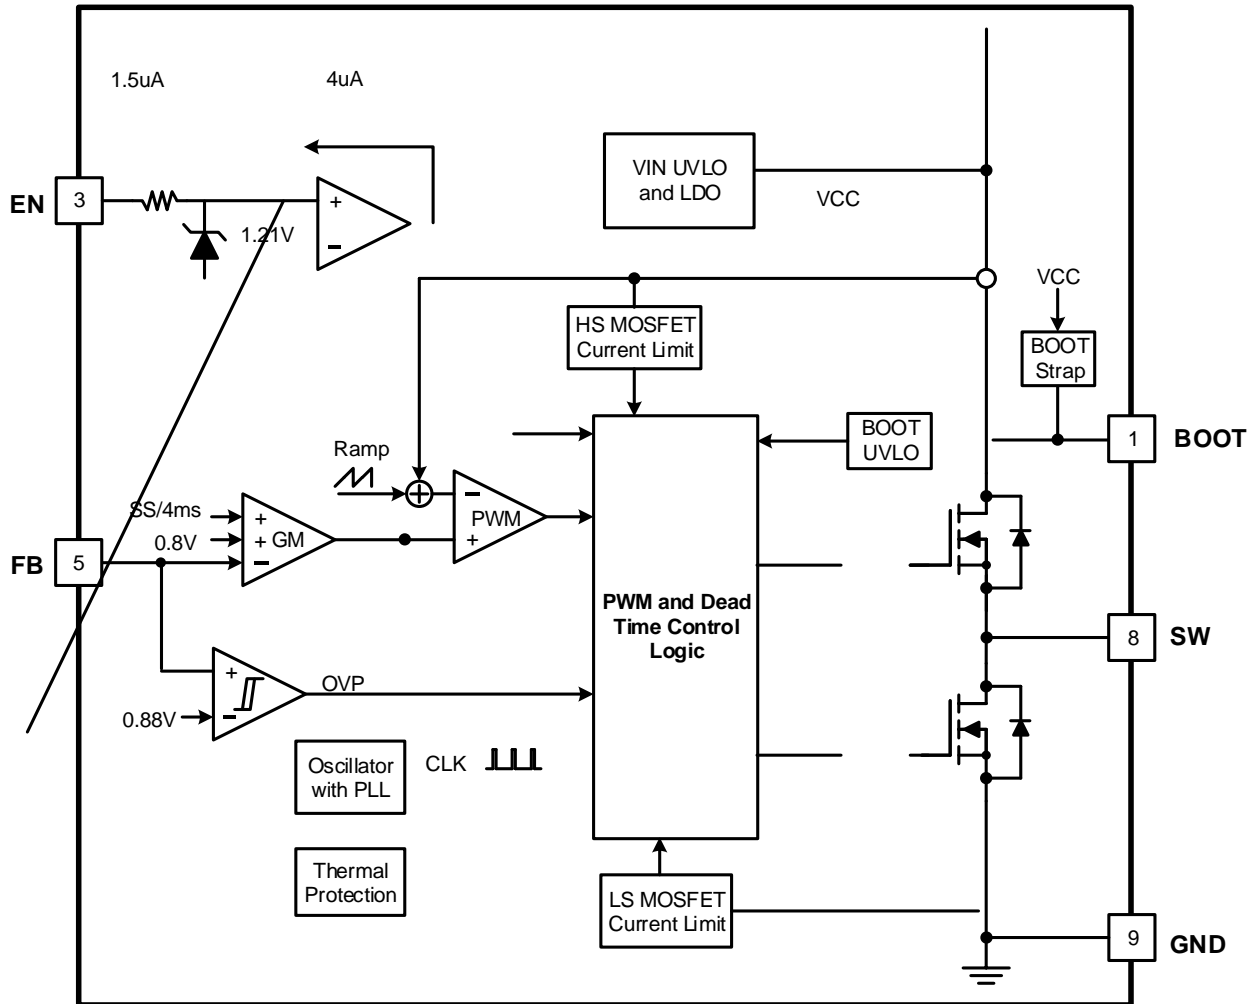 1.5uA
4uA
VIN UVLO
and LDO
VCC
EN
3
+
−
1.21V
VCC
HS MOSFET
Current Limit
BOOT
Strap
BOOT
UVLO
1
BOOT
Ramp
+
−
PWM
+
SS/4ms
+
GM
0.8V
+
−
FB
5
PWM and Dead
Time Control
Logic
8
SW
+
OVP
0.88V
−
Oscillator
with PLL
CLK
Thermal
Protection
LS MOSFET
Current Limit
9
GND